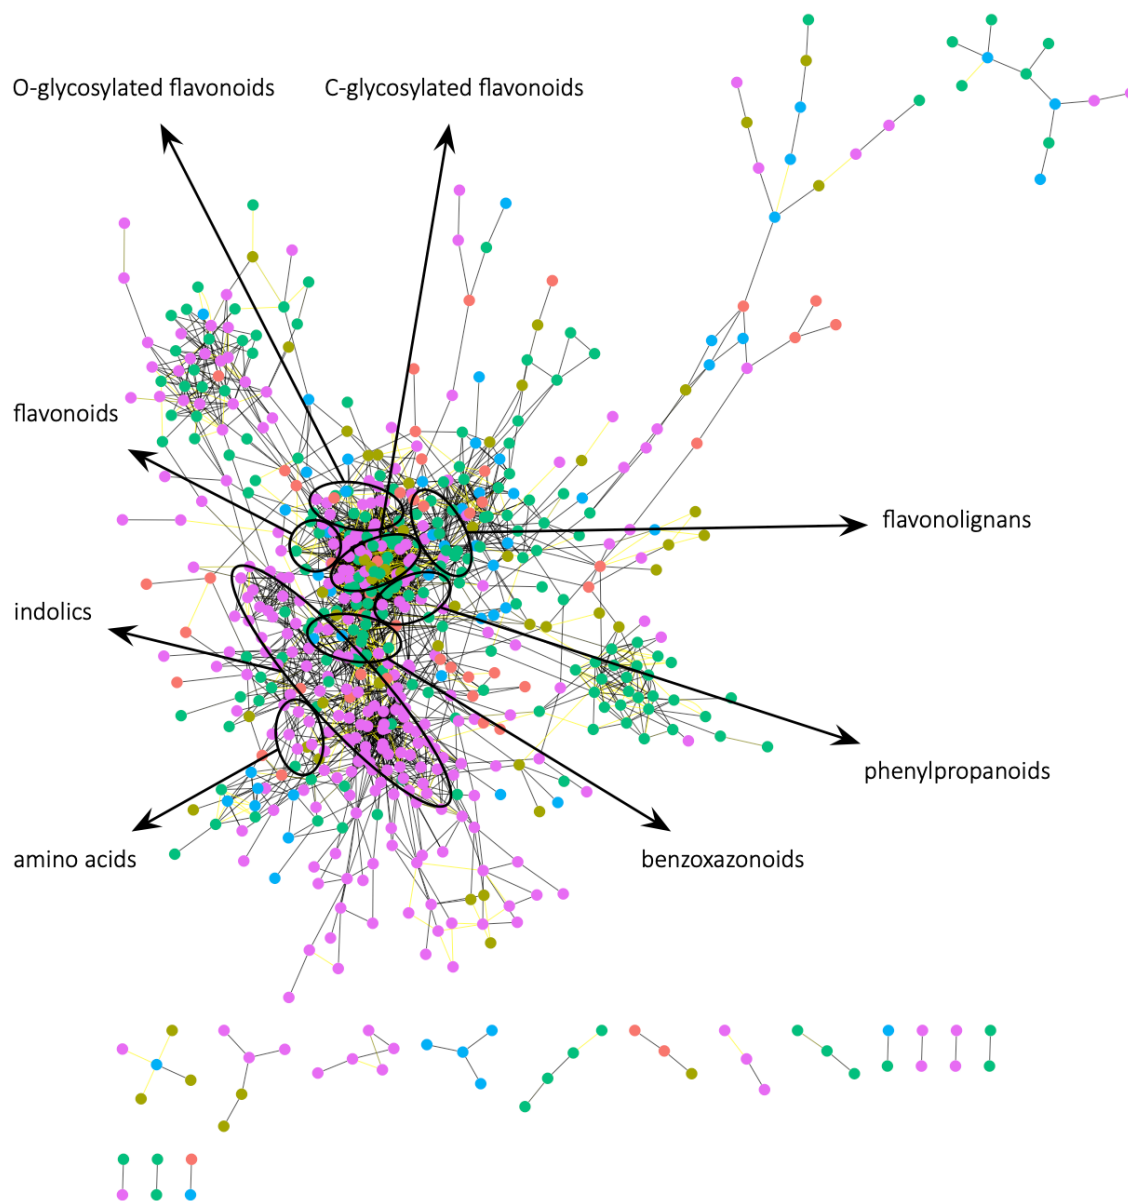 O-glycosylated flavonoids
C-glycosylated flavonoids
flavonoids
flavonolignans
indolics
phenylpropanoids
amino acids
benzoxazonoids